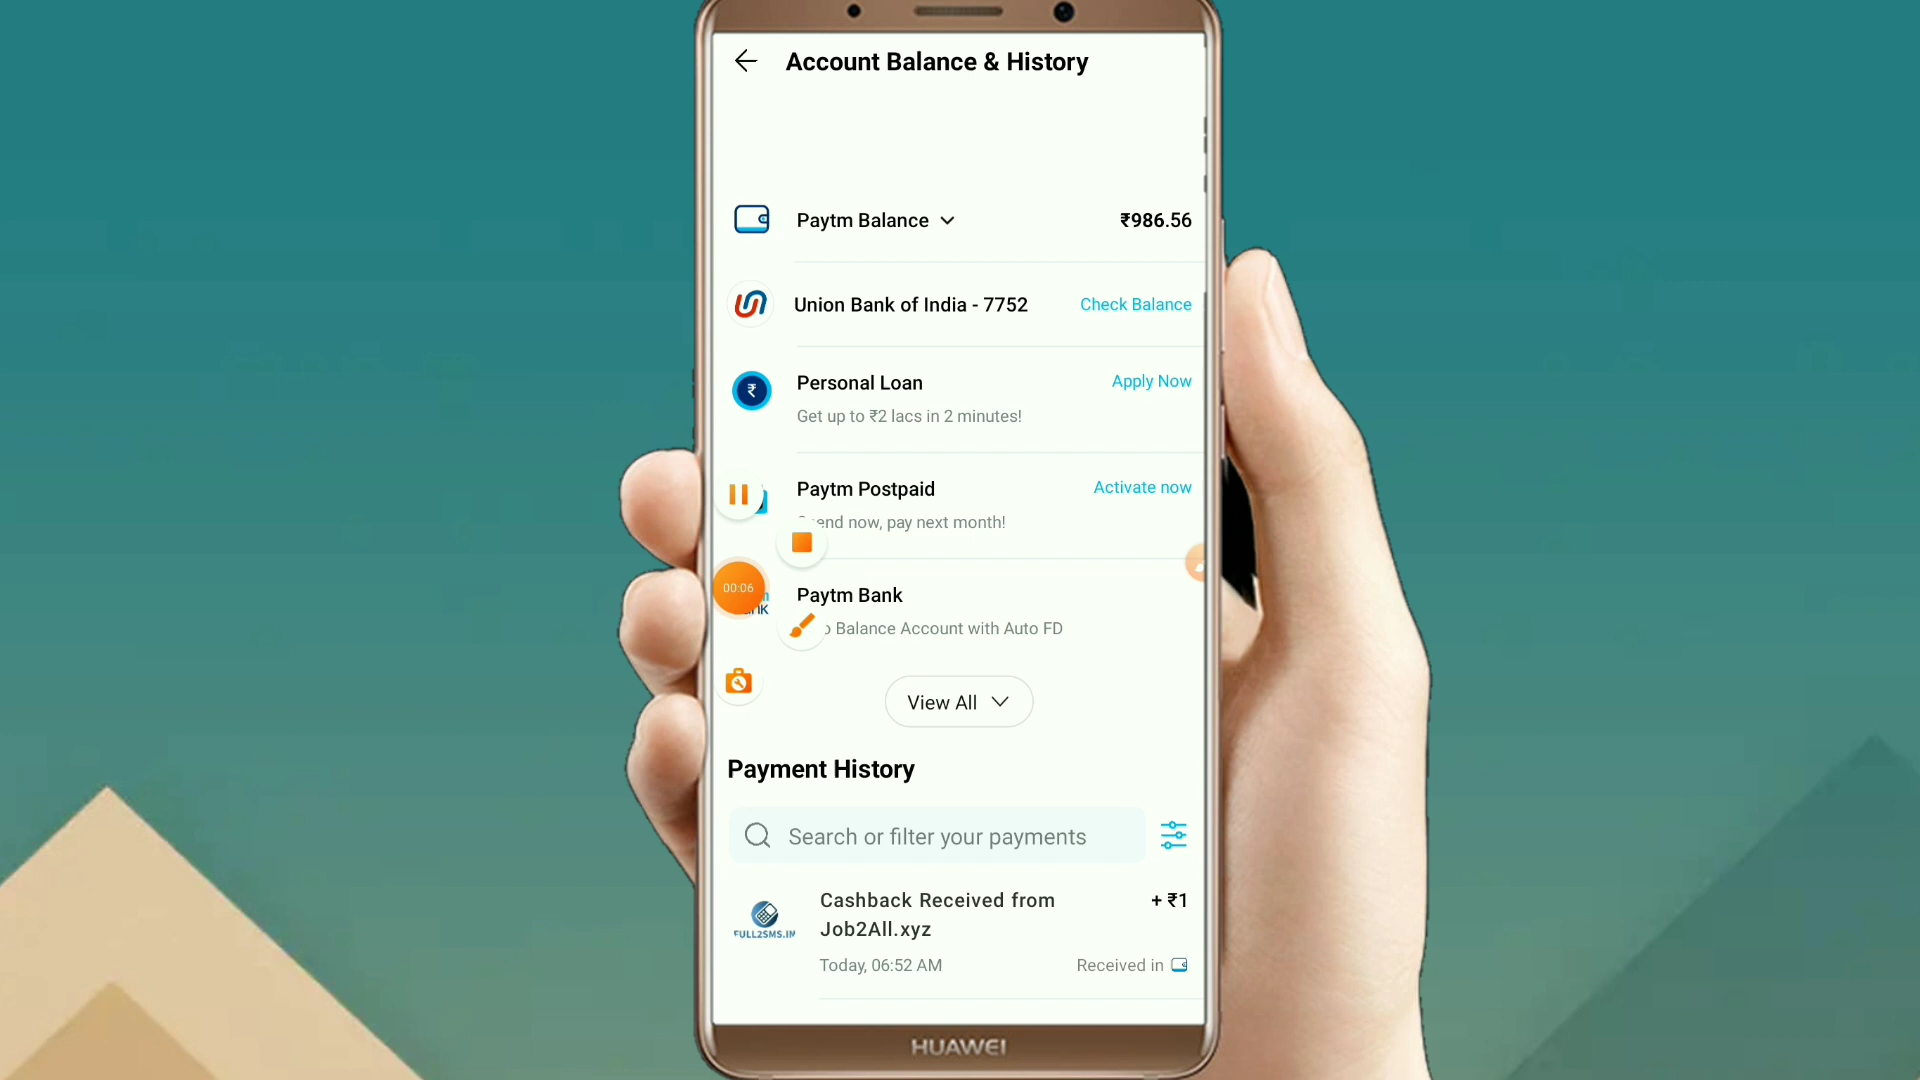 Account Balance & History
Paytm Balance ₹986.56
Union Bank of India - 7752 Check Balance
Personal Loan Apply Now
Get up to ₹2 lacs in 2 minutes!
Paytm Postpaid Activate now
now, pay next month!
00:06
Paytm Bank
Balance Account with Auto FD
View All
Payment History
Search or filter your payments
Cashback Received from + ₹1
Job2All.xyz
FULL2SMS.IN
Today, 06:52 AM Received in
HUAWEI